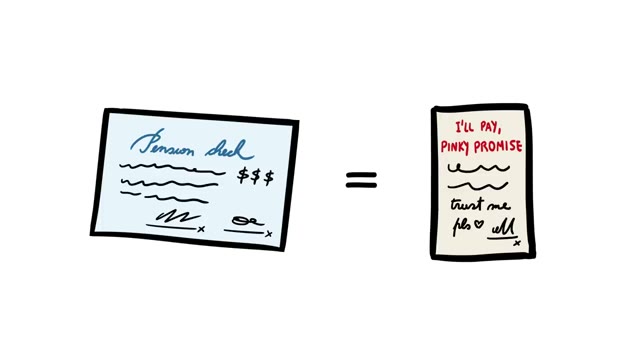 Pension check
$$$
x
x
I'LL PAY,
PINKY PROMISE
trust me
pls ♡
x
=